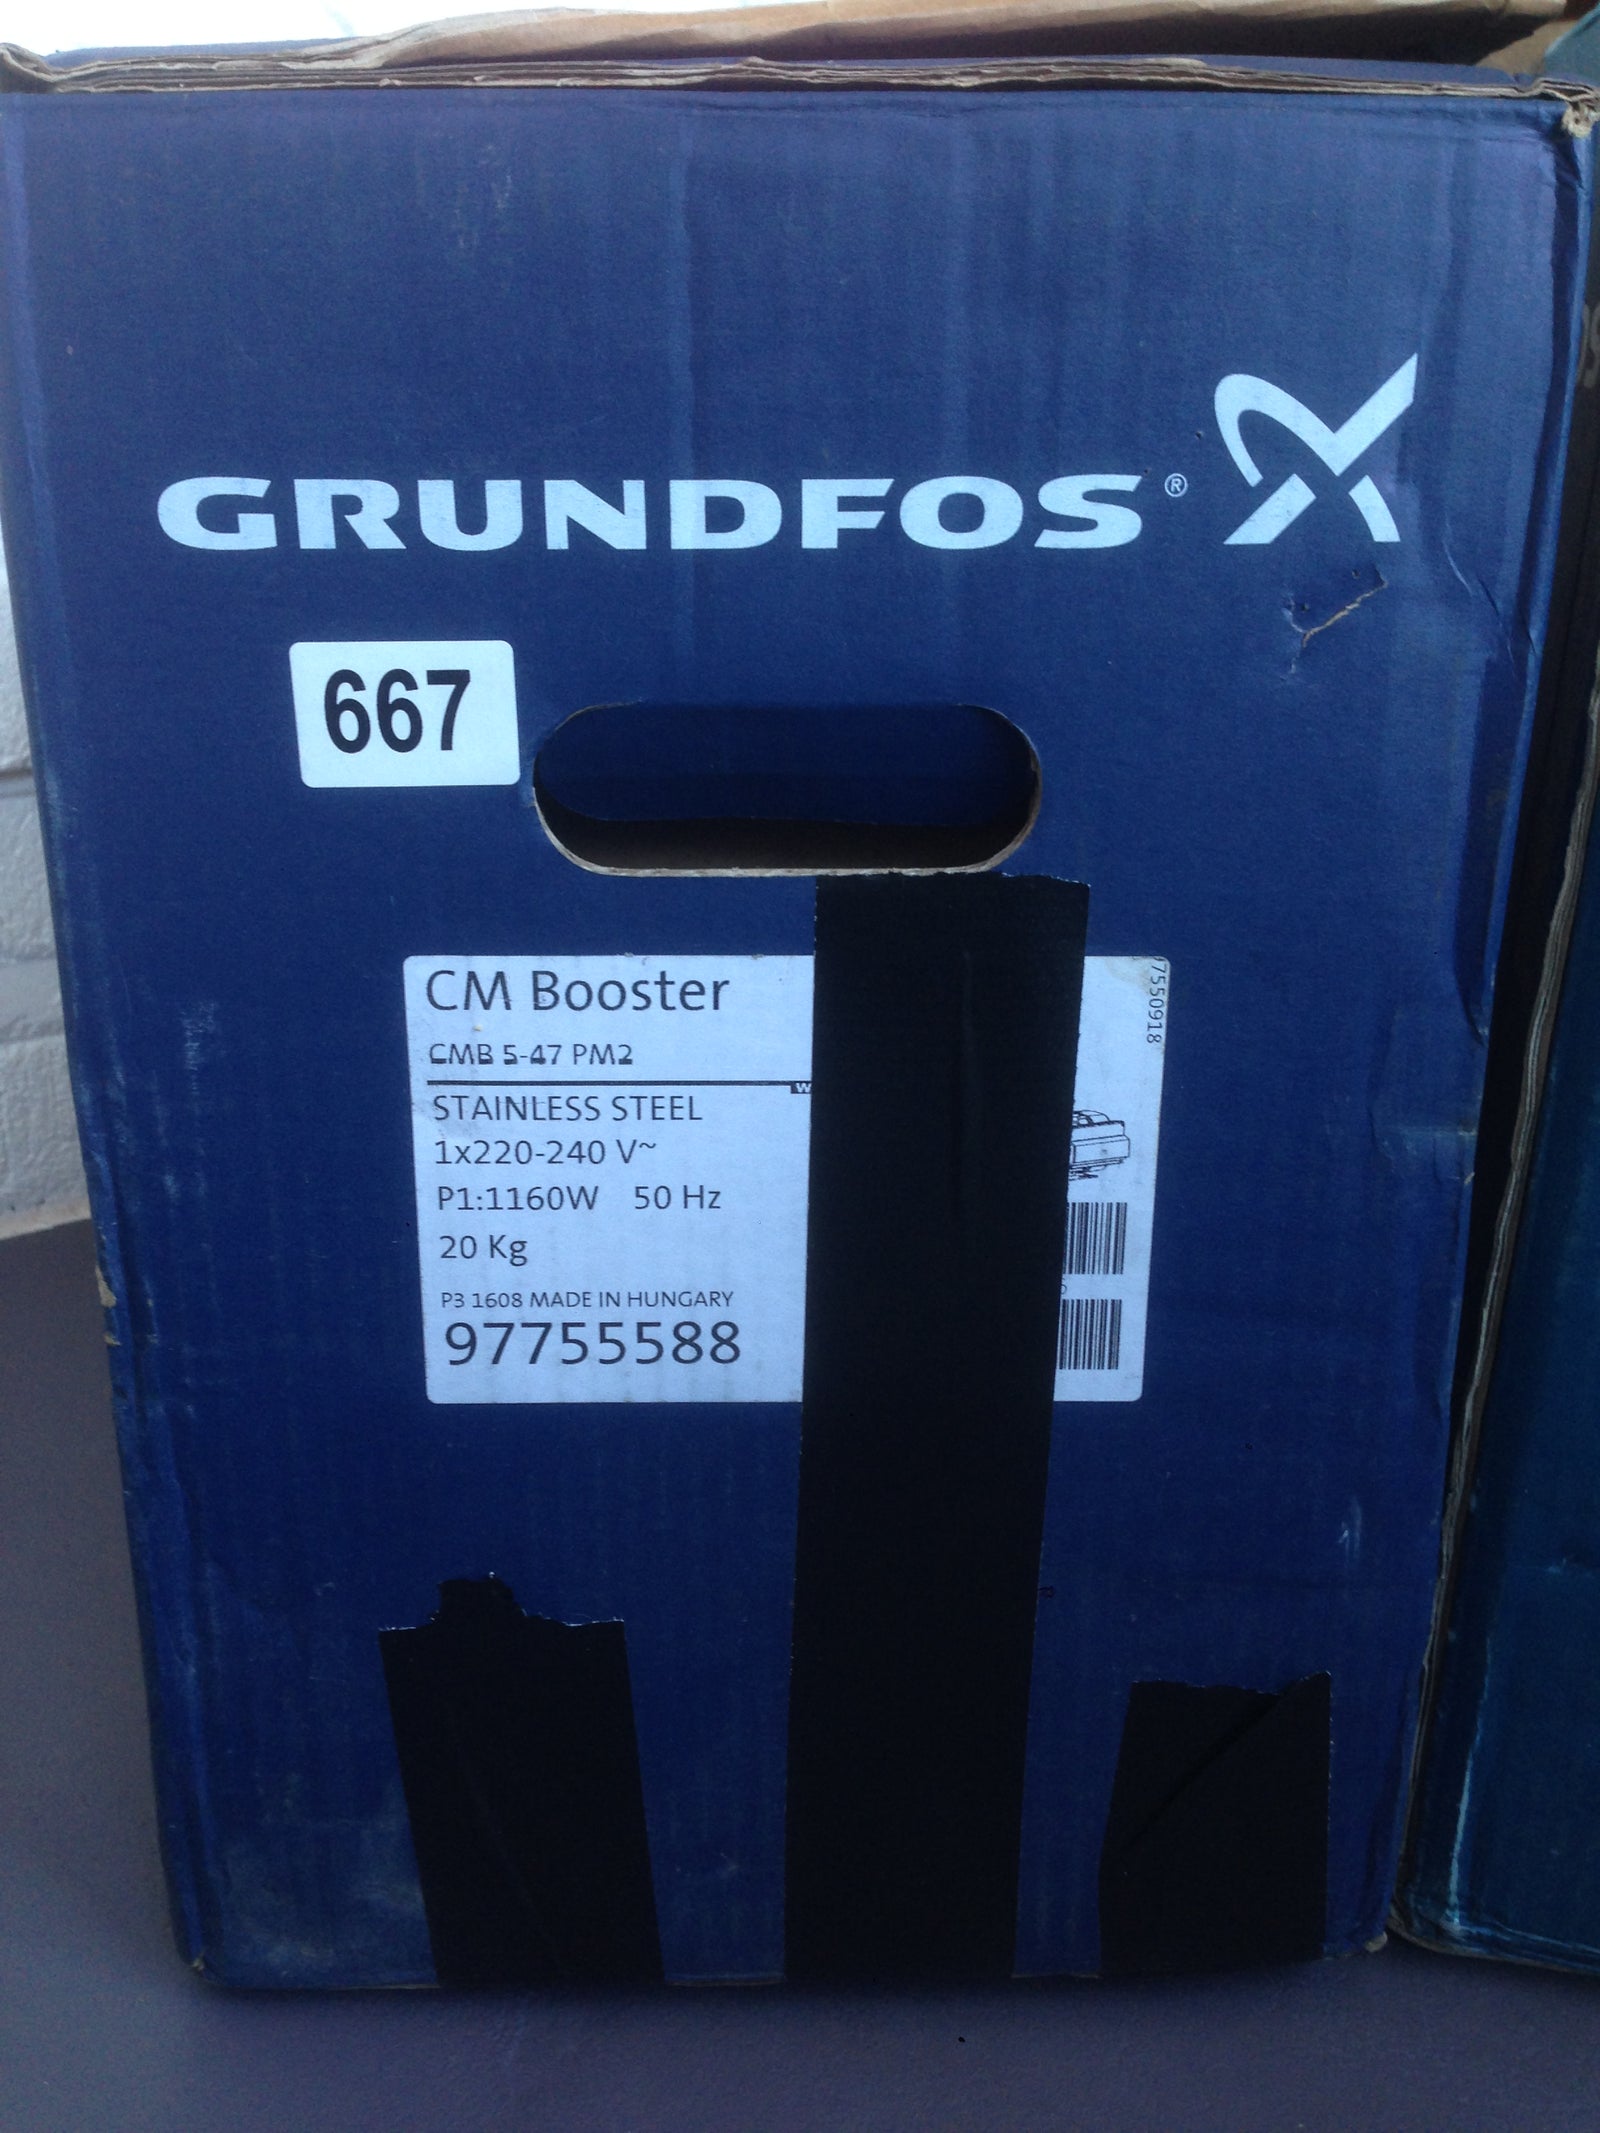 GRUNDFOS®
667
CM Booster
CMB 5-47 PM2
STAINLESS STEEL
1x220-240 V~
P1:1160W 50 Hz
20 Kg
P3 1608 MADE IN HUNGARY
97755588
7550918